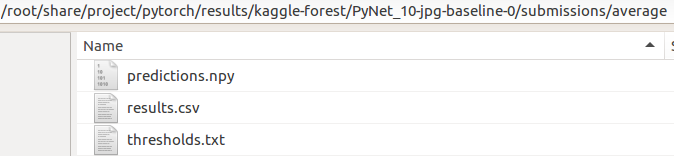 /root/share/project/pytorch/results/kaggle-forest/PyNet_10-jpg-baseline-0/submissions/average
Name
predictions.npy
results.csv
thresholds.txt